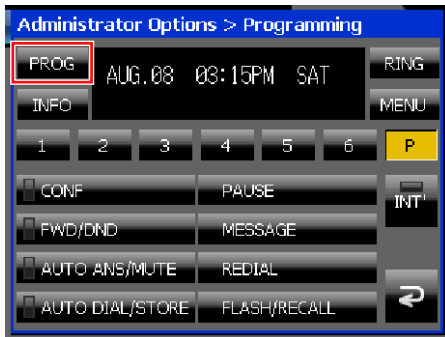 Administrator Options > Programming
PROG
AUG.08 03:15PM SAT
RING
INFO
MENU
1 2 3 4 5 6 P
CONF PAUSE
INT'
FWD/DND MESSAGE
AUTO ANS/MUTE REDIAL
AUTO DIAL/STORE FLASH/RECALL